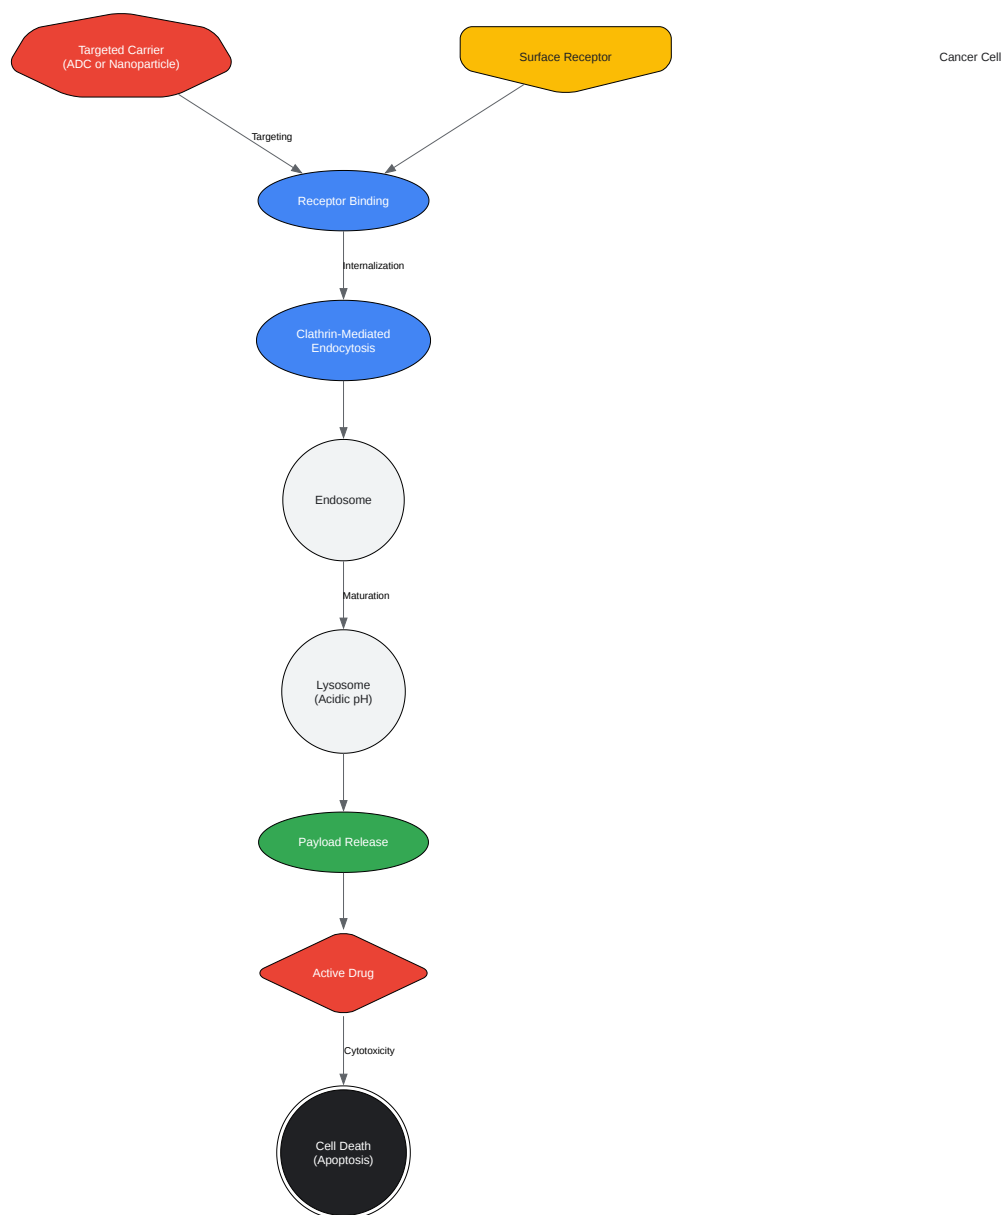 Targeted Carrier
(ADC or Nanoparticle)
Surface Receptor
Cancer Cell
Targeting
Receptor Binding
Internalization
Clathrin-Mediated
Endocytosis
Endosome
Maturation
Lysosome
(Acidic pH)
Payload Release
Active Drug
Cytotoxicity
Cell Death
(Apoptosis)